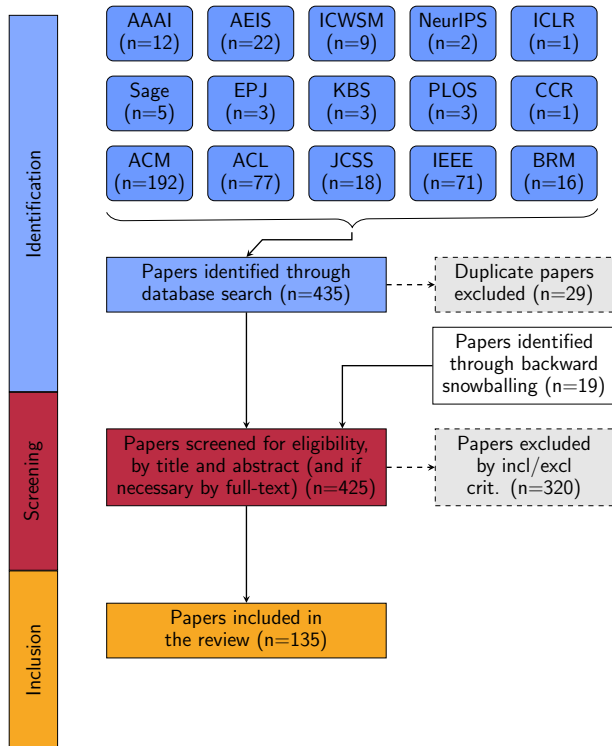 AAAI
(n=12)
AEIS
(n=22)
ICWSM
(n=9)
NeurIPS
(n=2)
ICLR
(n=1)
Sage
(n=5)
EPJ
(n=3)
KBS
(n=3)
PLOS
(n=3)
CCR
(n=1)
ACM
(n=192)
ACL
(n=77)
JCSS
(n=18)
IEEE
(n=71)
BRM
(n=16)
Identification
Papers identified through
database search (n=435)
Duplicate papers
excluded (n=29)
Papers identified
through backward
snowballing (n=19)
Screening
Papers screened for eligibility,
by title and abstract (and if
necessary by full-text) (n=425)
Papers excluded
by incl/excl
crit. (n=320)
Inclusion
Papers included in
the review (n=135)